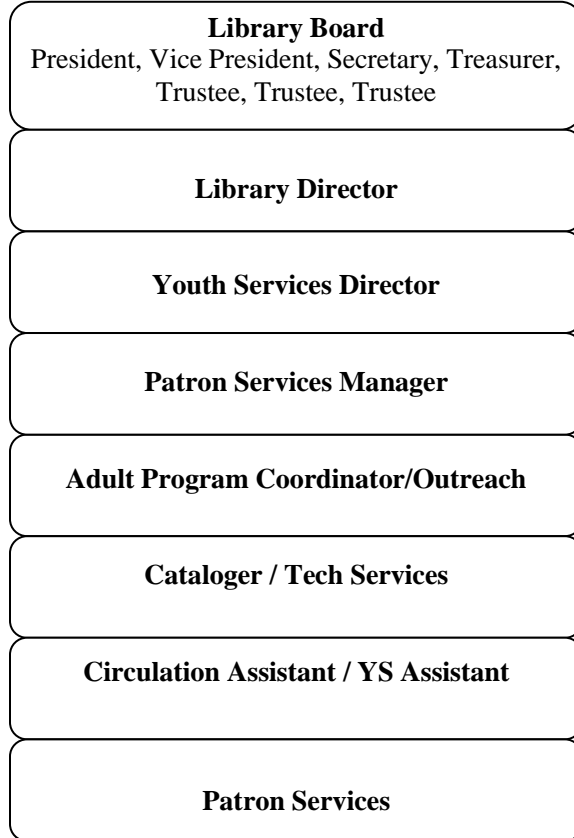 Library Board
President, Vice President, Secretary, Treasurer,
Trustee, Trustee, Trustee
Library Director
Youth Services Director
Patron Services Manager
Adult Program Coordinator/Outreach
Cataloger / Tech Services
Circulation Assistant / YS Assistant
Patron Services